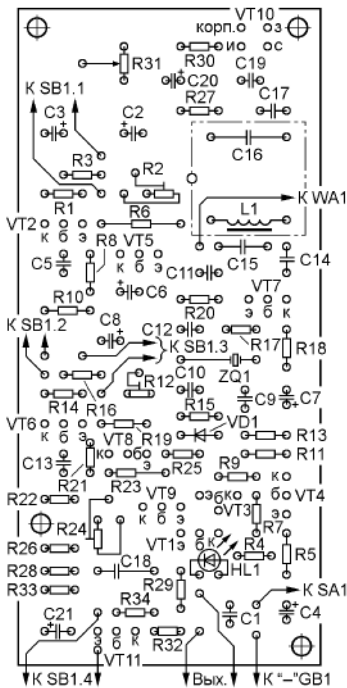 VT10
корп. з
и с
R31 R30
C20 C19
К SB1.1
R27 C17
C3 C2
C16
R3
R2
К WA1
R1
R6 L1
VT2 к б э R8 VT5
C15 C14
C5 к б э
C11
C6 VT7
R10
R20 э б к
К SB1.2 C8 C12
К SB1.3 R17 R18
ZQ1
R12 C10
R14 R16 C9 C7
R15
VT6 VD1
R19 R13
к б э VT8
C13 к б э R25 R11
R21 R9
R22 R23 VT9 э б к к
б VT4
R24 к б э VT3 э
R7
R26 VT1 э
б к
R4 R5
R28 C18 HL1
R33 R29 К SA1
R34 C1 C4
C21
э б к R32
К SB1.4 VT11 Вых. К “–”GB1